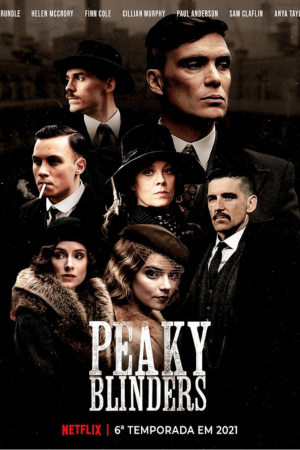 RUNDLE HELEN MCCRORY FINN COLE CILLIAN MURPHY PAUL ANDERSON SAM CLAFLIN ANYA TAY
PEAKY
BLINDERS
NETFLIX | 6ª TEMPORADA EM 2021